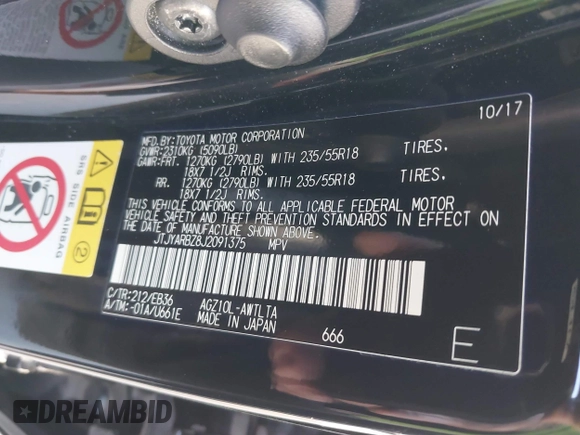 10/17
MFD. BY: TOYOTA MOTOR CORPORATION
GVWR: 2310KG (5090LB)
GAWR: FRT. 1270KG (2790LB) WITH 235/55R18 TIRES.
18X7 1/2J RIMS.
RR. 1270KG (2790LB) WITH 235/55R18 TIRES.
18X7 1/2J RIMS.
THIS VEHICLE CONFORMS TO ALL APPLICABLE FEDERAL MOTOR
VEHICLE SAFETY AND THEFT PREVENTION STANDARDS IN EFFECT ON
THE DATE OF MANUFACTURE SHOWN ABOVE.
JTJYARBZ8J2091375 MPV
C/TR: 212/EB36 AGZ10L-AWTLTA
A/TM: -01A/U661E MADE IN JAPAN 666
E
SRS SIDE AIRBAG
2
DREAMBID